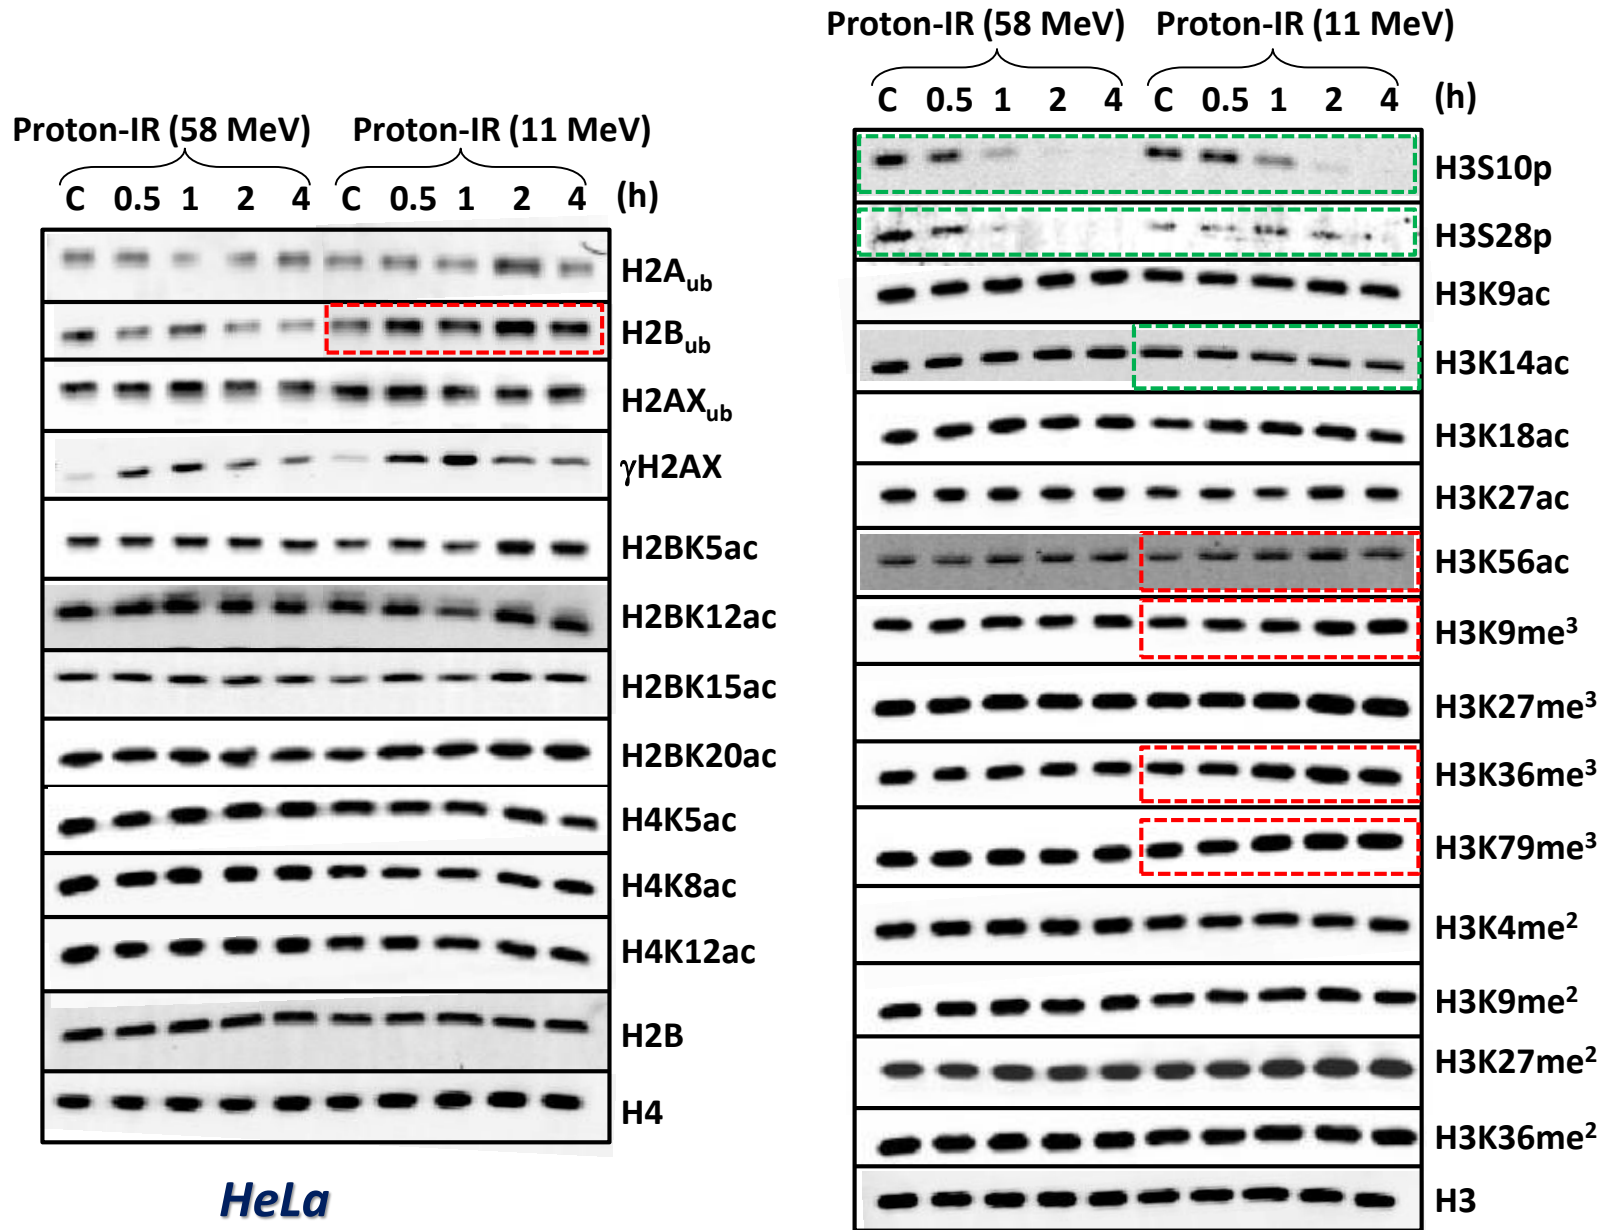 Proton-IR (58 MeV) Proton-IR (11 MeV)
C 0.5 1 2 4 C 0.5 1 2 4 (h)
H2Aub
H2Bub
H2AXub
γH2AX
H2BK5ac
H2BK12ac
H2BK15ac
H2BK20ac
H4K5ac
H4K8ac
H4K12ac
H2B
H4
HeLa
Proton-IR (58 MeV) Proton-IR (11 MeV)
C 0.5 1 2 4 C 0.5 1 2 4 (h)
H3S10p
H3S28p
H3K9ac
H3K14ac
H3K18ac
H3K27ac
H3K56ac
H3K9me³
H3K27me³
H3K36me³
H3K79me³
H3K4me²
H3K9me²
H3K27me²
H3K36me²
H3